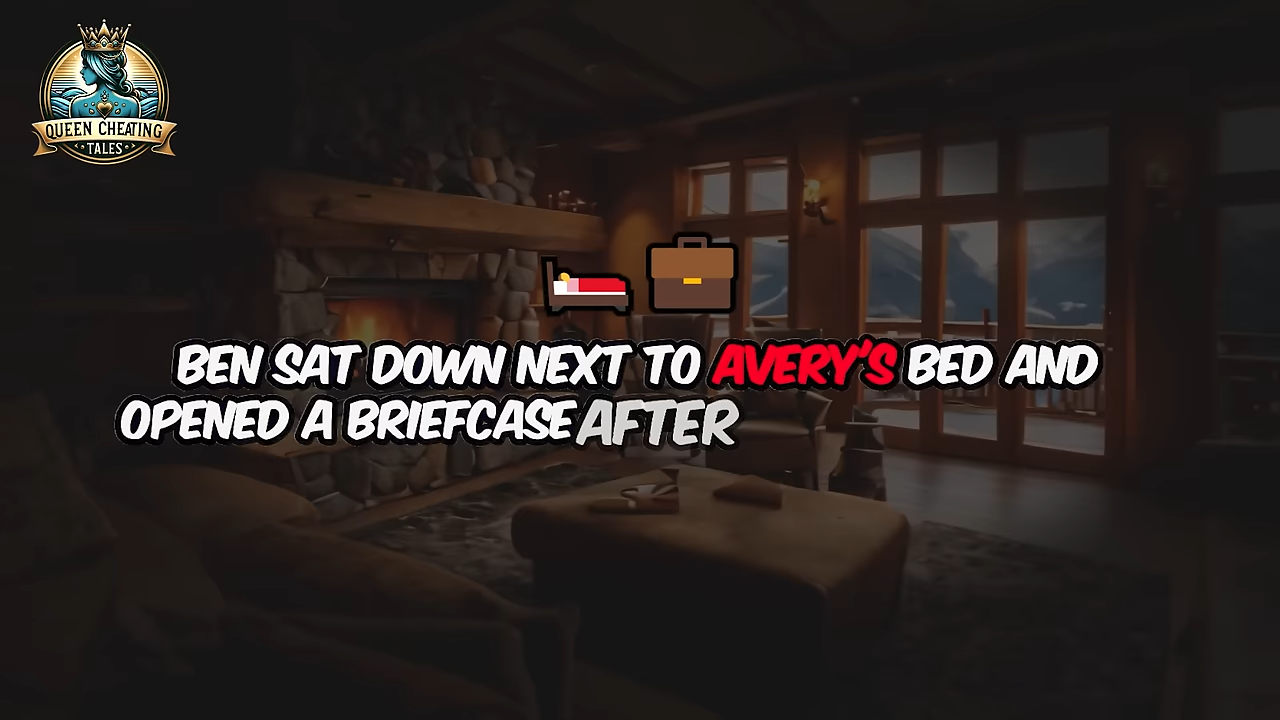 QUEEN CHEATING
TALES
BEN SAT DOWN NEXT TO AVERY'S BED AND
OPENED A BRIEFCASE AFTER